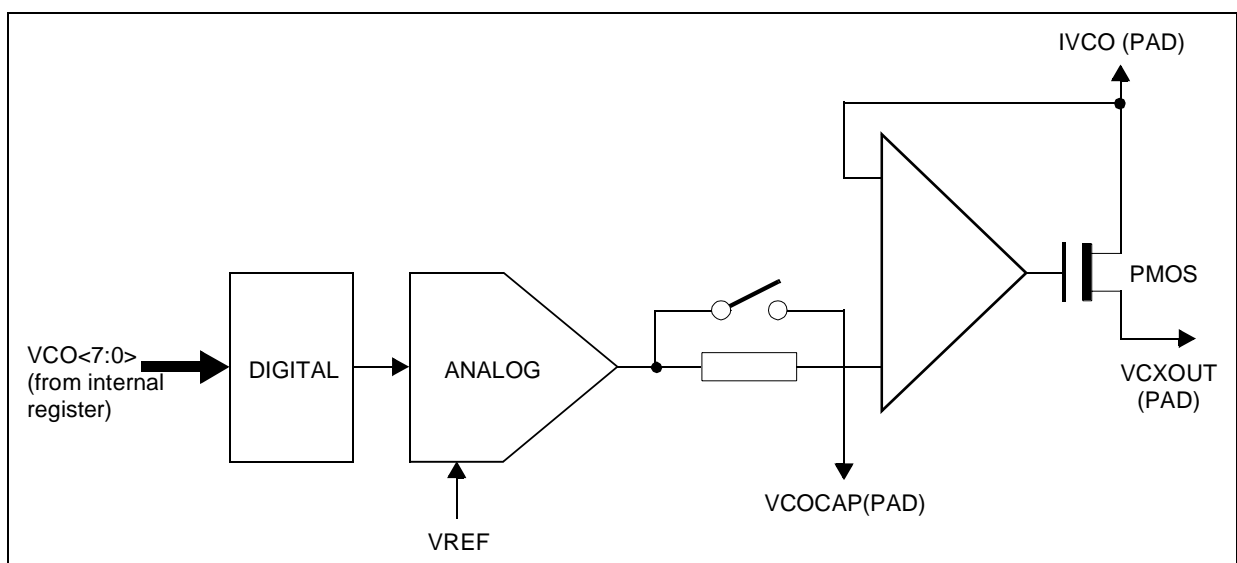 IVCO (PAD)
PMOS
VCO<7:0>
(from internal
register)
DIGITAL
ANALOG
VCXOUT
(PAD)
VCOCAP(PAD)
VREF